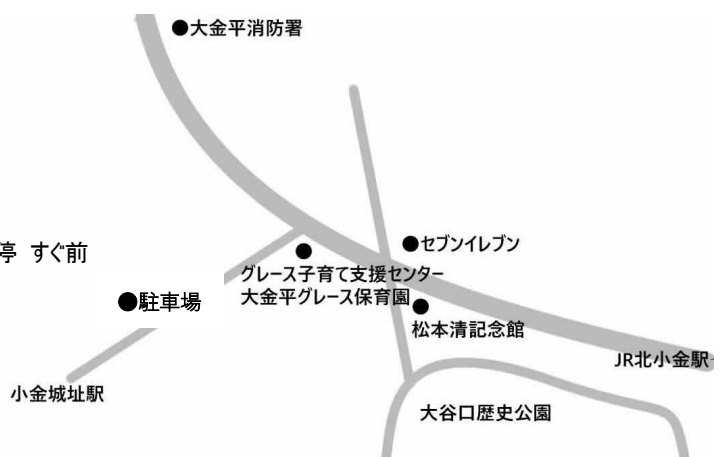 ●大金平消防署
停 すぐ前
●セブンイレブン
グレース子育て支援センター
大金平グレース保育園
●駐車場
松本清記念館
JR北小金駅
小金城址駅
大谷口歴史公園